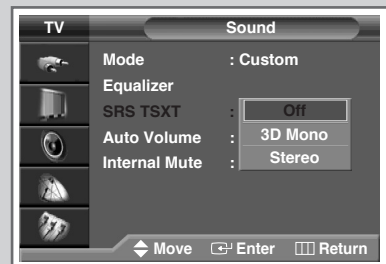 TV Sound
Mode : Custom
Equalizer
SRS TSXT : Off
3D Mono
Auto Volume :
Stereo
Internal Mute :
Move Enter Return